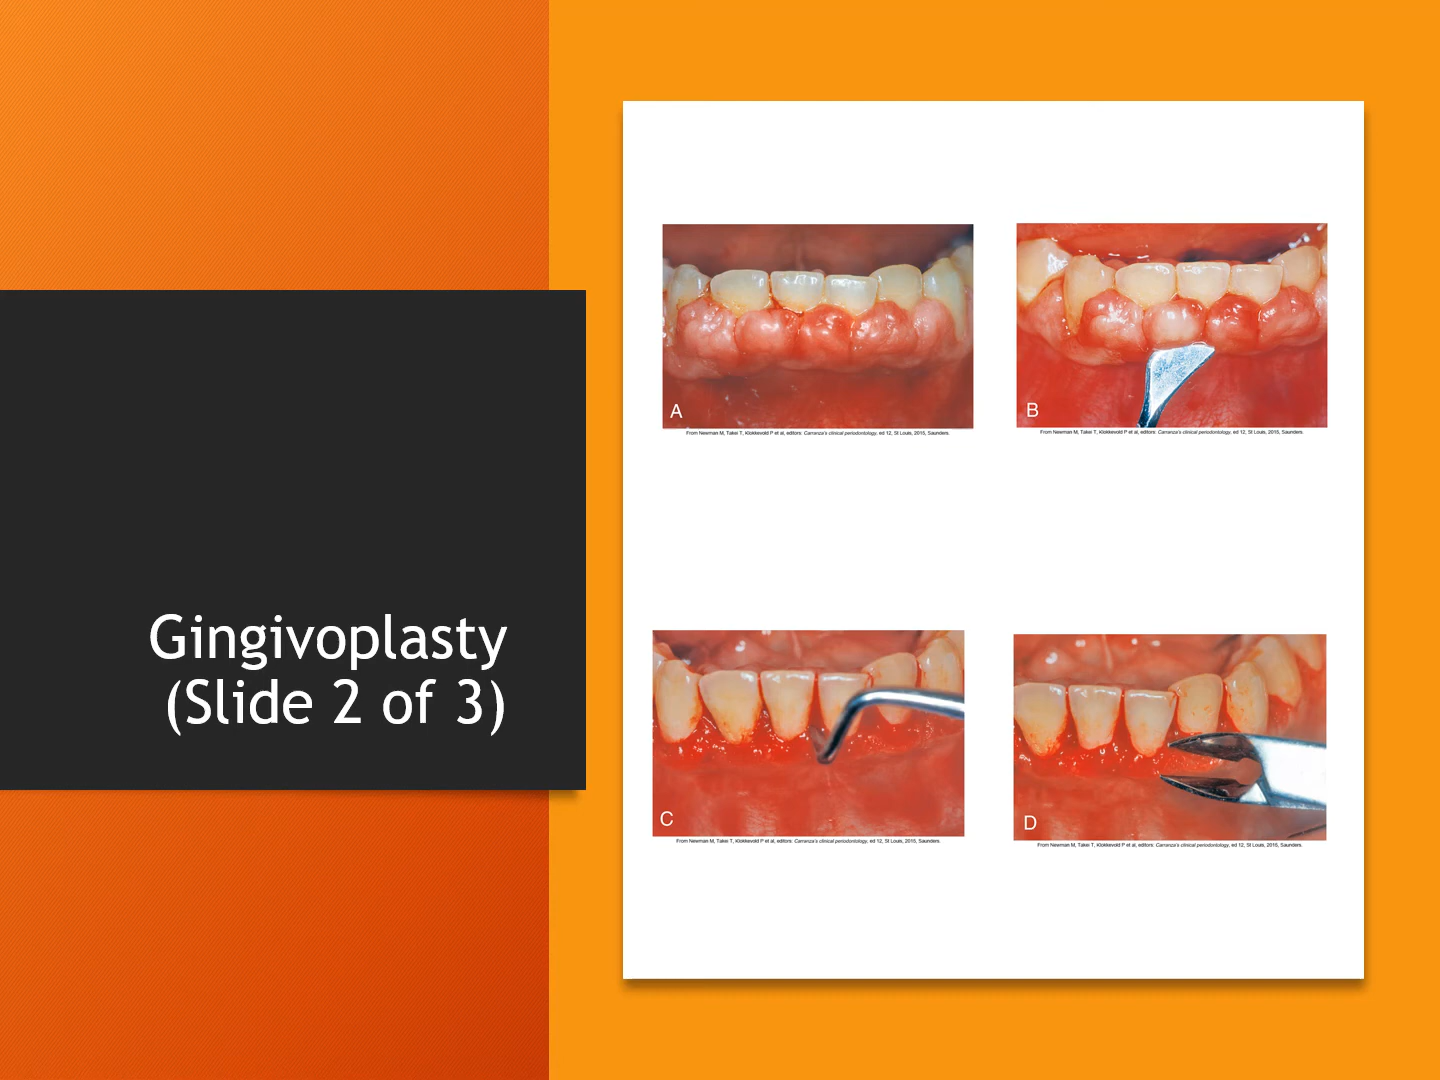 Gingivoplasty
(Slide 2 of 3)
A
From Newman M, Takei T, Klokkevold P et al, editors: Carranza's clinical periodontology, ed 12, St Louis, 2015, Saunders.
B
From Newman M, Takei T, Klokkevold P et al, editors: Carranza's clinical periodontology, ed 12, St Louis, 2015, Saunders.
C
From Newman M, Takei T, Klokkevold P et al, editors: Carranza's clinical periodontology, ed 12, St Louis, 2015, Saunders.
D
From Newman M, Takei T, Klokkevold P et al, editors: Carranza's clinical periodontology, ed 12, St Louis, 2015, Saunders.